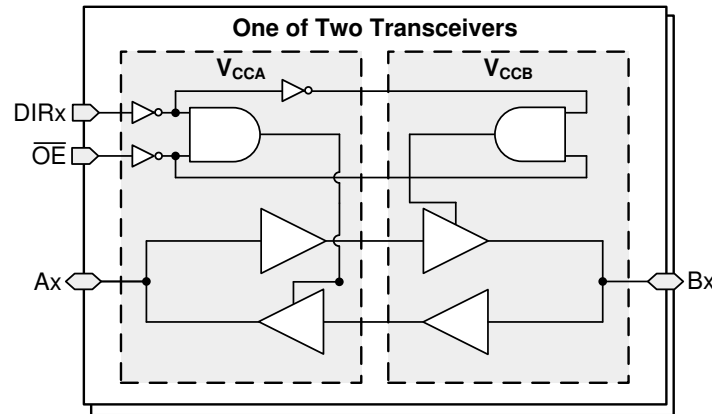 One of Two Transceivers
VCCA
VCCB
DIRx
OE
Ax
Bx